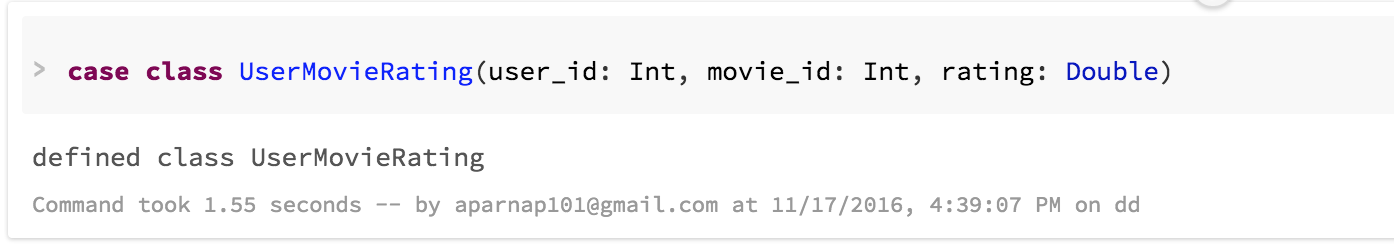 > case class UserMovieRating(user_id: Int, movie_id: Int, rating: Double)
defined class UserMovieRating
Command took 1.55 seconds -- by aparnap101@gmail.com at 11/17/2016, 4:39:07 PM on dd